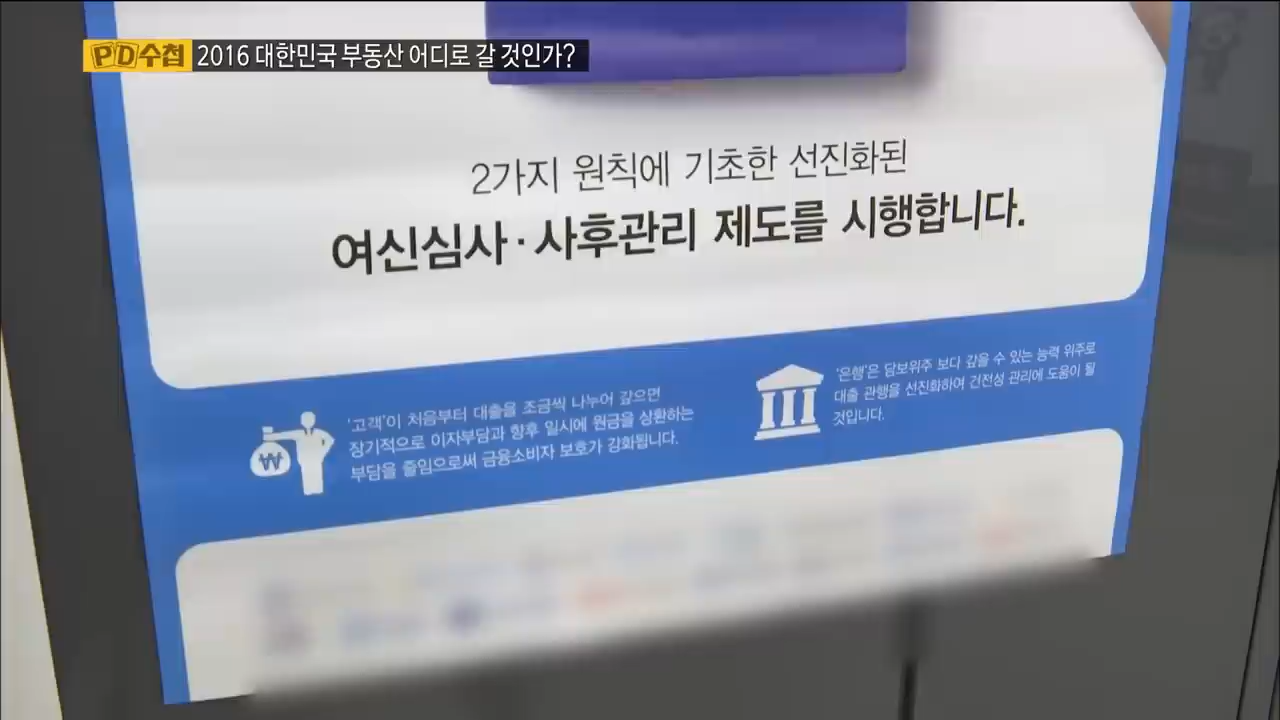 PD수첩 2016 대한민국 부동산 어디로 갈 것인가?
2가지 원칙에 기초한 선진화된
여신심사·사후관리 제도를 시행합니다.
'고객'이 처음부터 대출을 조금씩 나누어 갚으면
장기적으로 이자부담과 향후 일시에 원금을 상환하는
부담을 줄임으로써 금융소비자 보호가 강화됩니다.
'은행'은 담보위주 보다 갚을 수 있는 능력 위주로
대출 관행을 선진화하여 건전성 관리에 도움이 될
것입니다.